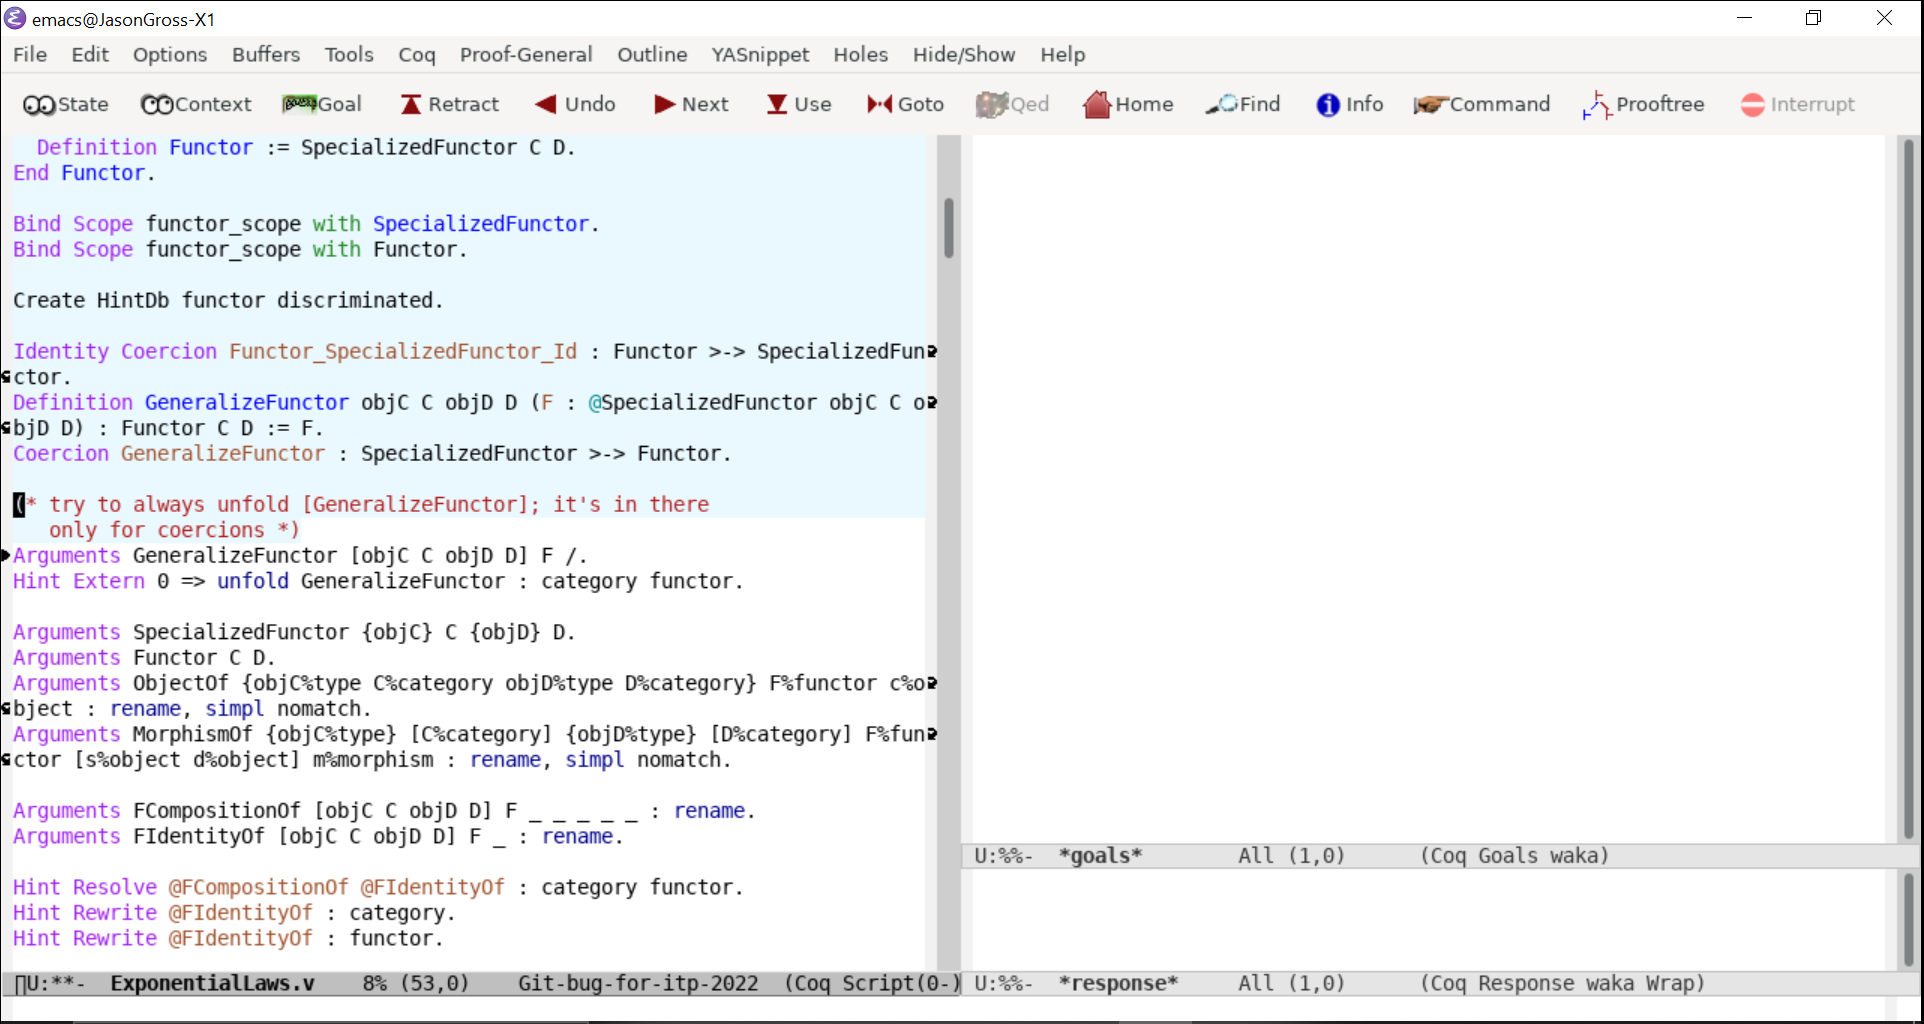 emacs@JasonGross-X1
File Edit Options Buffers Tools Coq Proof-General Outline YASnippet Holes Hide/Show Help
State Context Goal Retract Undo Next Use Goto Qed Home Find Info Command Prooftree Interrupt
  Definition Functor := SpecializedFunctor C D.
End Functor.
Bind Scope functor_scope with SpecializedFunctor.
Bind Scope functor_scope with Functor.
Create HintDb functor discriminated.
Identity Coercion Functor_SpecializedFunctor_Id : Functor >-> SpecializedFun
ctor.
Definition GeneralizeFunctor objC C objD D (F : @SpecializedFunctor objC C o
bjD D) : Functor C D := F.
Coercion GeneralizeFunctor : SpecializedFunctor >-> Functor.
(* try to always unfold [GeneralizeFunctor]; it's in there
   only for coercions *)
Arguments GeneralizeFunctor [objC C objD D] F /.
Hint Extern 0 => unfold GeneralizeFunctor : category functor.
Arguments SpecializedFunctor {objC} C {objD} D.
Arguments Functor C D.
Arguments ObjectOf {objC%type C%category objD%type D%category} F%functor c%o
bject : rename, simpl nomatch.
Arguments MorphismOf {objC%type} [C%category] {objD%type} [D%category] F%fun
ctor [s%object d%object] m%morphism : rename, simpl nomatch.
Arguments FCompositionOf [objC C objD D] F _ _ _ _ _ : rename.
Arguments FIdentityOf [objC C objD D] F _ : rename.
Hint Resolve @FCompositionOf @FIdentityOf : category functor.
Hint Rewrite @FIdentityOf : category.
Hint Rewrite @FIdentityOf : functor.
U:**-  ExponentialLaws.v    8% (53,0)    Git-bug-for-itp-2022  (Coq Script(0-)
U:%%-  *goals*        All (1,0)      (Coq Goals waka)
U:%%-  *response*     All (1,0)      (Coq Response waka Wrap)